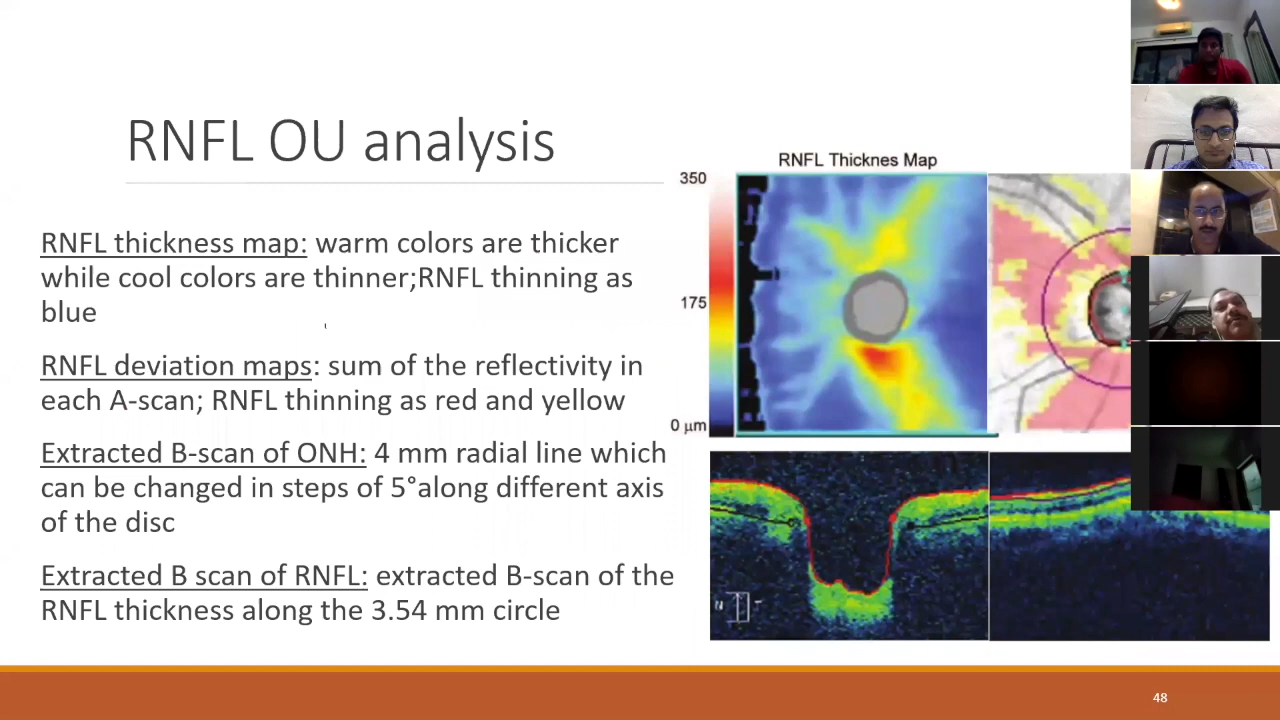 RNFL OU analysis
RNFL thickness map: warm colors are thicker
while cool colors are thinner;RNFL thinning as
blue
RNFL deviation maps: sum of the reflectivity in
each A-scan; RNFL thinning as red and yellow
Extracted B-scan of ONH: 4 mm radial line which
can be changed in steps of 5°along different axis
of the disc
Extracted B scan of RNFL: extracted B-scan of the
RNFL thickness along the 3.54 mm circle
RNFL Thicknes Map
350
175
0 μm
48